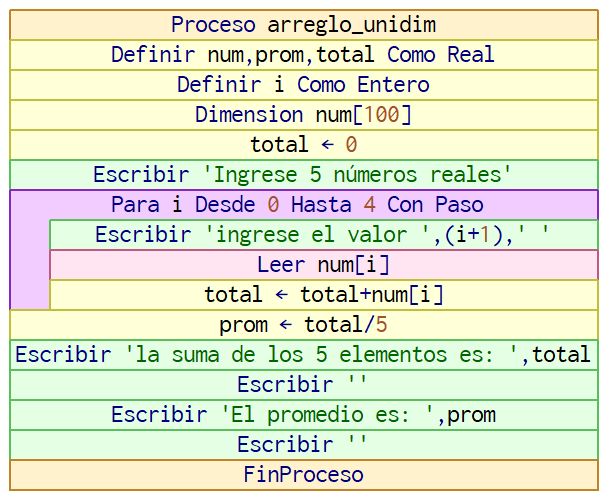 Proceso arreglo_unidim
Definir num,prom,total Como Real
Definir i Como Entero
Dimension num[100]
total ← 0
Escribir 'Ingrese 5 números reales'
Para i Desde 0 Hasta 4 Con Paso
Escribir 'ingrese el valor ',(i+1),' '
Leer num[i]
total ← total+num[i]
prom ← total/5
Escribir 'la suma de los 5 elementos es: ',total
Escribir ''
Escribir 'El promedio es: ',prom
Escribir ''
FinProceso